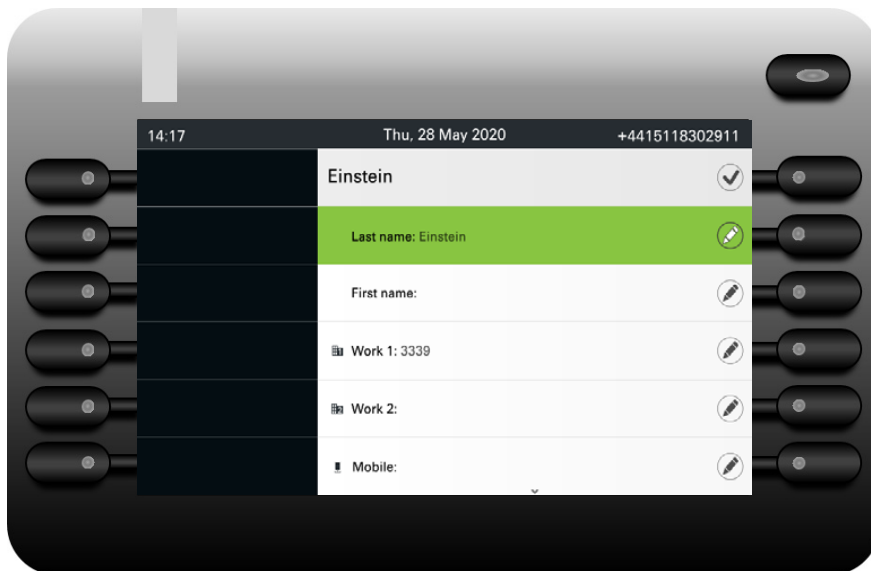 14:17 Thu, 28 May 2020 +4415118302911
Einstein
Last name: Einstein
First name:
Work 1: 3339
Work 2:
Mobile: